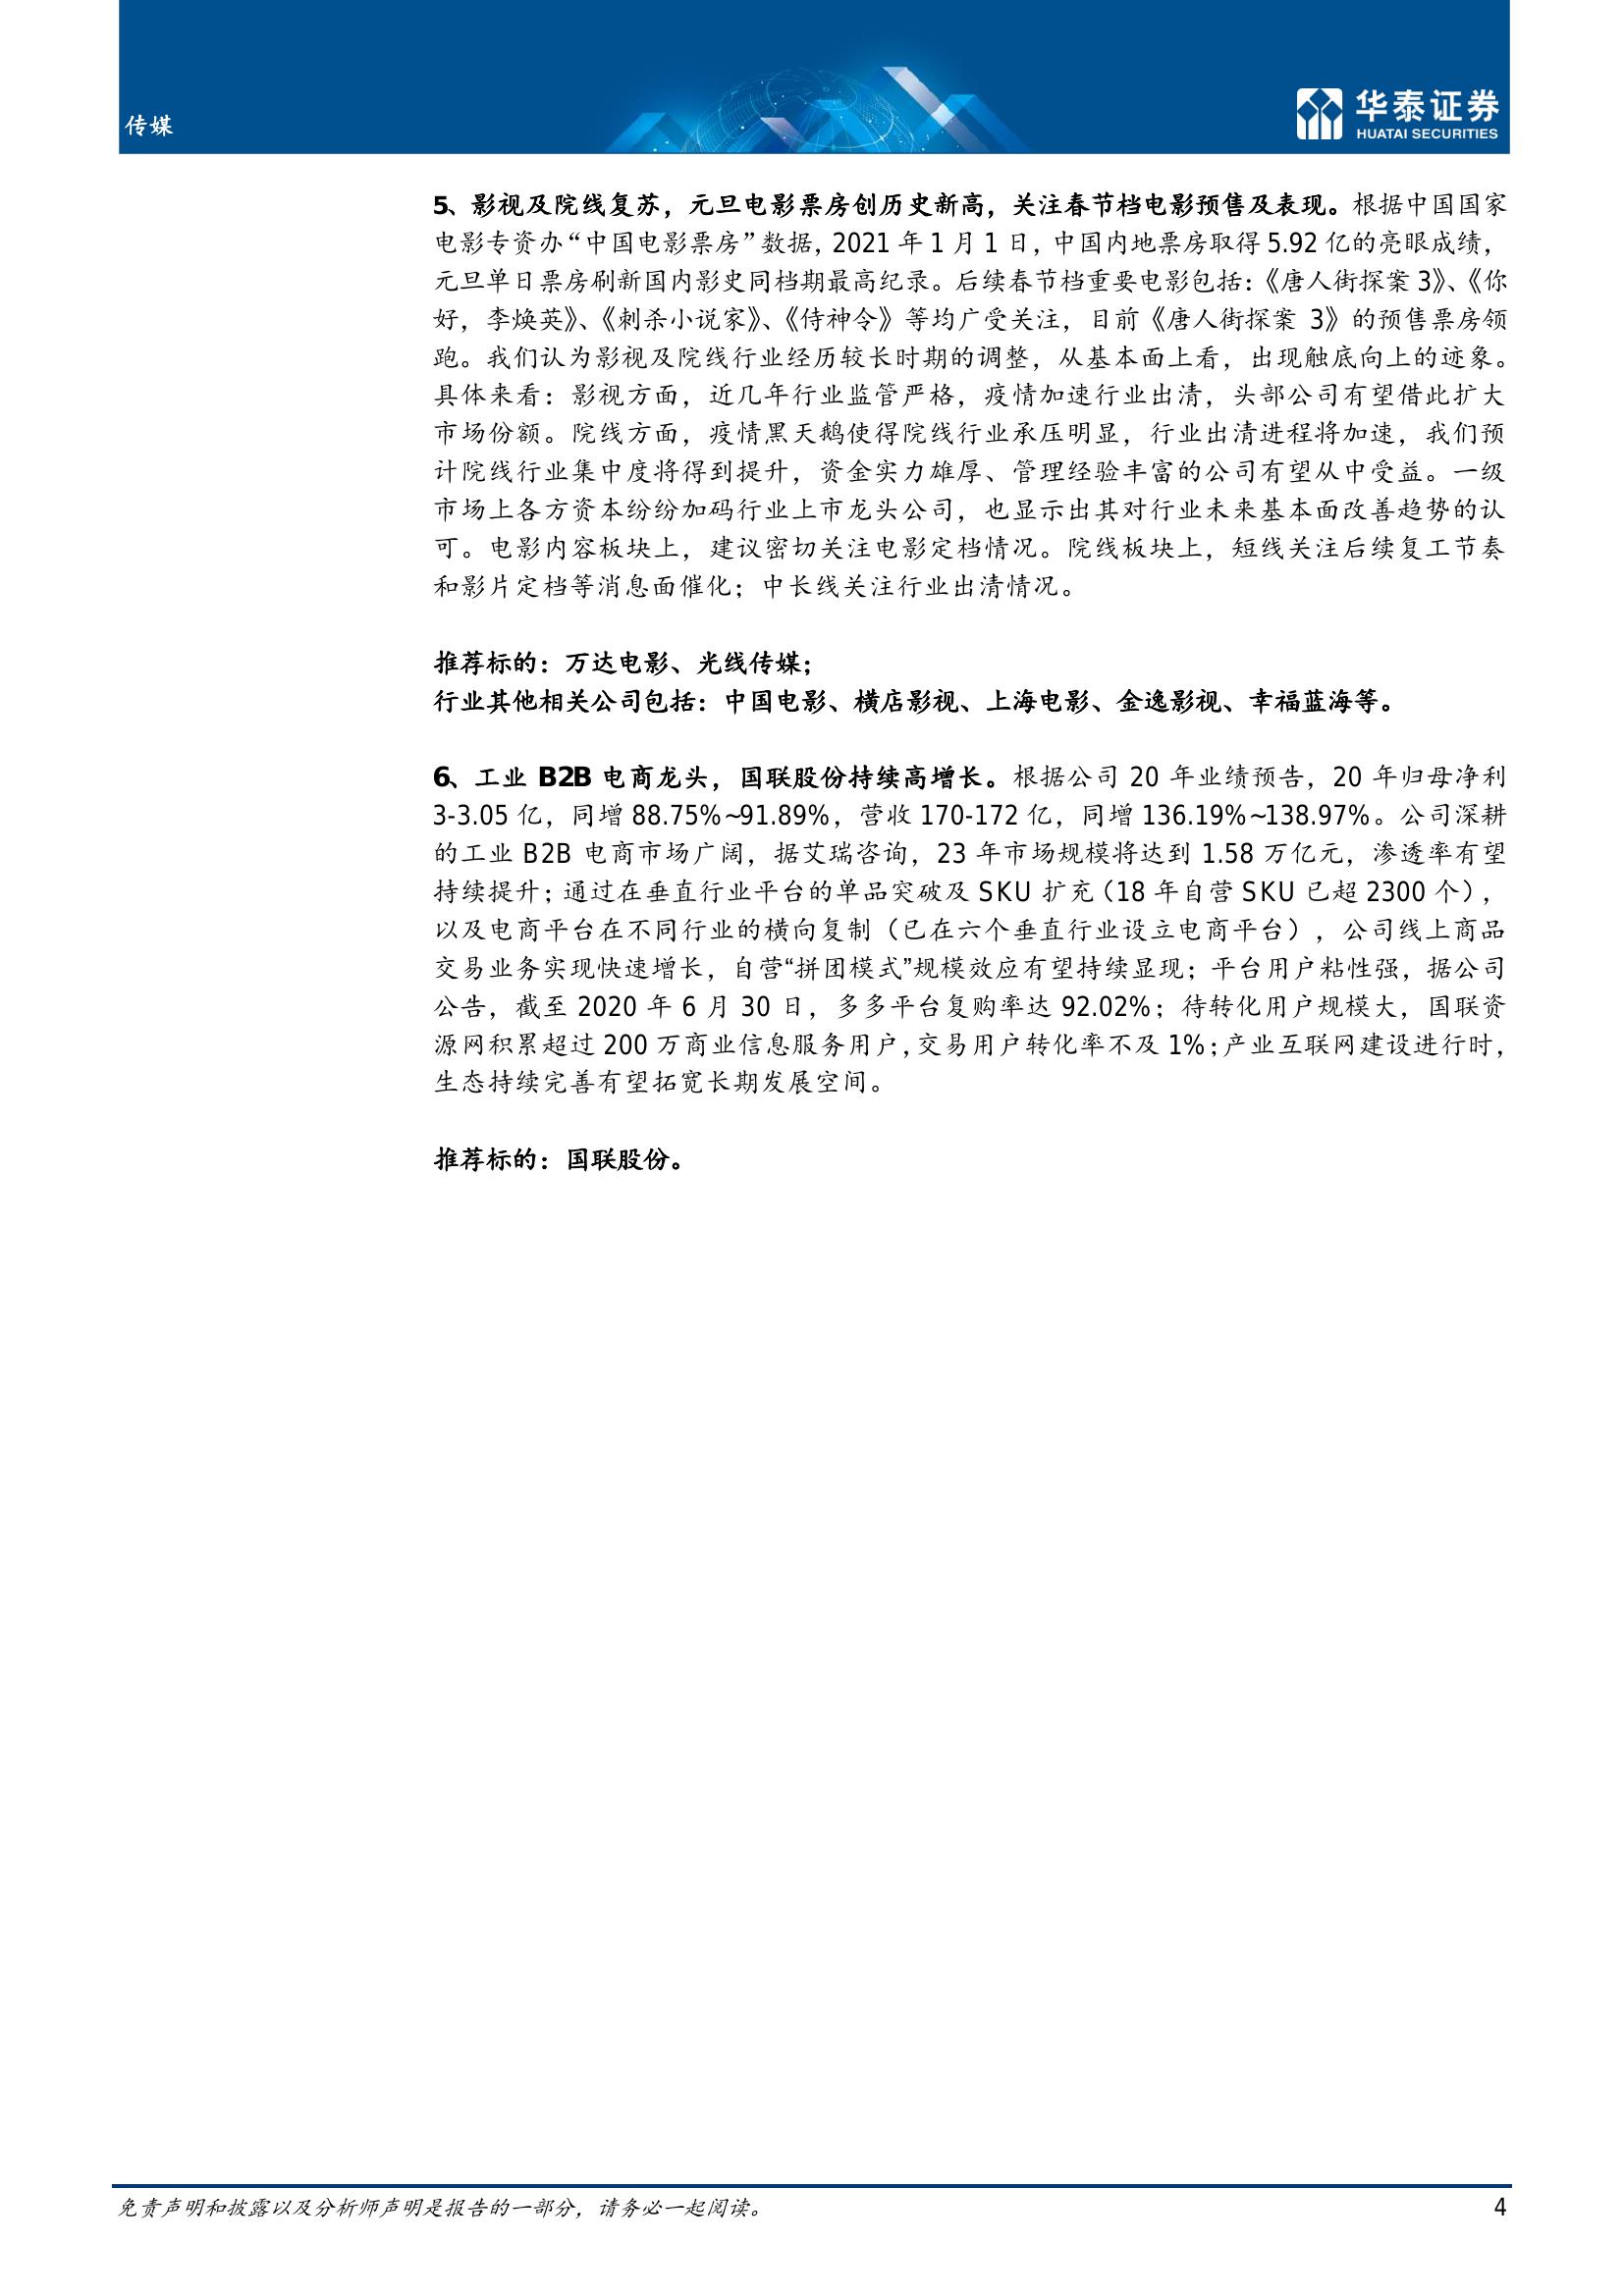 传媒
华泰证券
HUATAI SECURITIES
5、影视及院线复苏，元旦电影票房创历史新高，关注春节档电影预售及表现。根据中国国家
电影专资办“中国电影票房”数据，2021 年 1 月 1 日，中国内地票房取得 5.92 亿的亮眼成绩，
元旦单日票房刷新国内影史同档期最高纪录。后续春节档重要电影包括：《唐人街探案 3》、《你
好，李焕英》、《刺杀小说家》、《侍神令》等均广受关注，目前《唐人街探案 3》的预售票房领
跑。我们认为影视及院线行业经历较长时期的调整，从基本面上看，出现触底向上的迹象。
具体来看：影视方面，近几年行业监管严格，疫情加速行业出清，头部公司有望借此扩大
市场份额。院线方面，疫情黑天鹅使得院线行业承压明显，行业出清进程将加速，我们预
计院线行业集中度将得到提升，资金实力雄厚、管理经验丰富的公司有望从中受益。一级
市场上各方资本纷纷加码行业上市龙头公司，也显示出其对行业未来基本面改善趋势的认
可。电影内容板块上，建议密切关注电影定档情况。院线板块上，短线关注后续复工节奏
和影片定档等消息面催化；中长线关注行业出清情况。
推荐标的：万达电影、光线传媒；
行业其他相关公司包括：中国电影、横店影视、上海电影、金逸影视、幸福蓝海等。
6、工业 B2B 电商龙头，国联股份持续高增长。根据公司 20 年业绩预告，20 年归母净利
3-3.05 亿，同增 88.75%~91.89%，营收 170-172 亿，同增 136.19%~138.97%。公司深耕
的工业 B2B 电商市场广阔，据艾瑞咨询，23 年市场规模将达到 1.58 万亿元，渗透率有望
持续提升；通过在垂直行业平台的单品突破及 SKU 扩充（18 年自营 SKU 已超 2300 个），
以及电商平台在不同行业的横向复制（已在六个垂直行业设立电商平台），公司线上商品
交易业务实现快速增长，自营“拼团模式”规模效应有望持续显现；平台用户粘性强，据公司
公告，截至 2020 年 6 月 30 日，多多平台复购率达 92.02%；待转化用户规模大，国联资
源网积累超过 200 万商业信息服务用户，交易用户转化率不及 1%；产业互联网建设进行时，
生态持续完善有望拓宽长期发展空间。
推荐标的：国联股份。
免责声明和披露以及分析师声明是报告的一部分，请务必一起阅读。
4